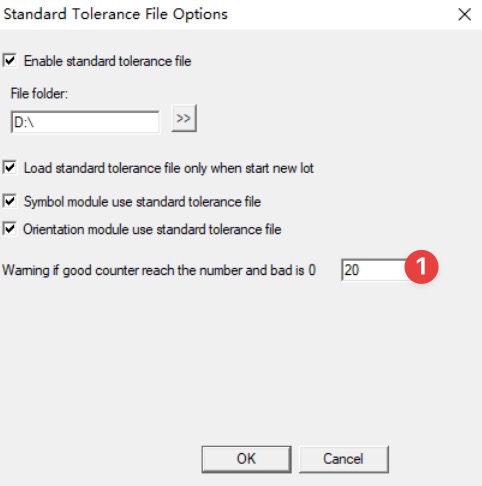 Standard Tolerance File Options
Enable standard tolerance file
File folder:
D:\
>>
Load standard tolerance file only when start new lot
Symbol module use standard tolerance file
Orientation module use standard tolerance file
Warning if good counter reach the number and bad is 0 20 1
OK Cancel